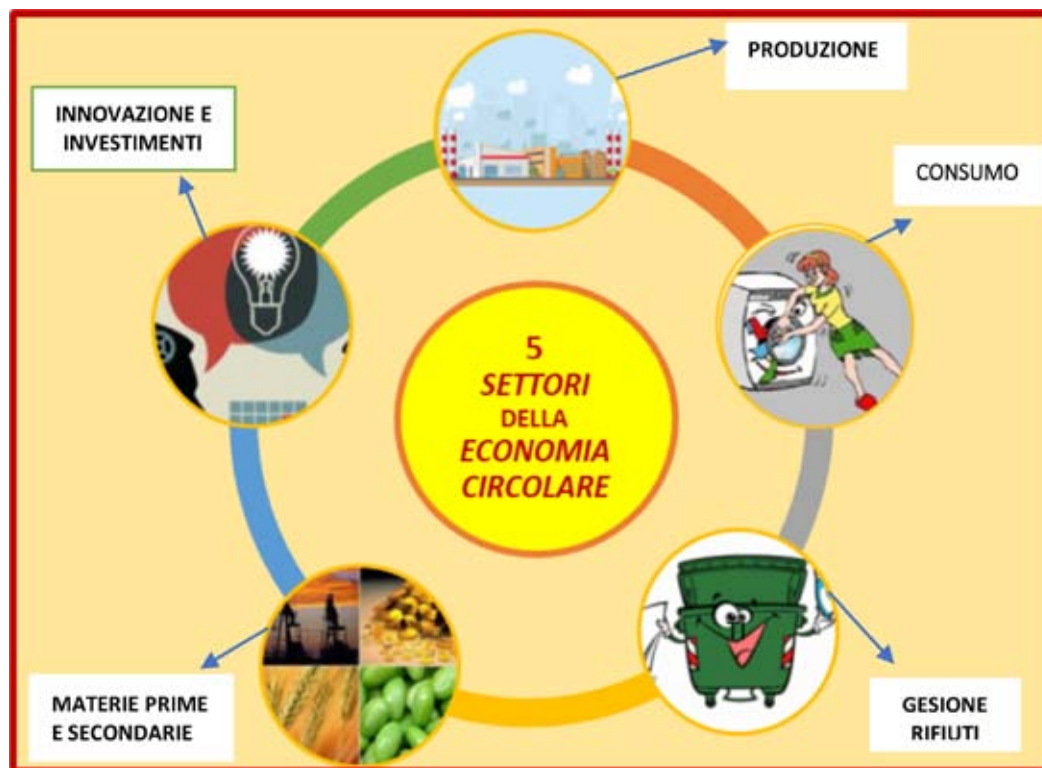 PRODUZIONE
INNOVAZIONE E
INVESTIMENTI
CONSUMO
5
SETTORI
DELLA
ECONOMIA
CIRCOLARE
MATERIE PRIME
E SECONDARIE
GESIONE
RIFIUTI